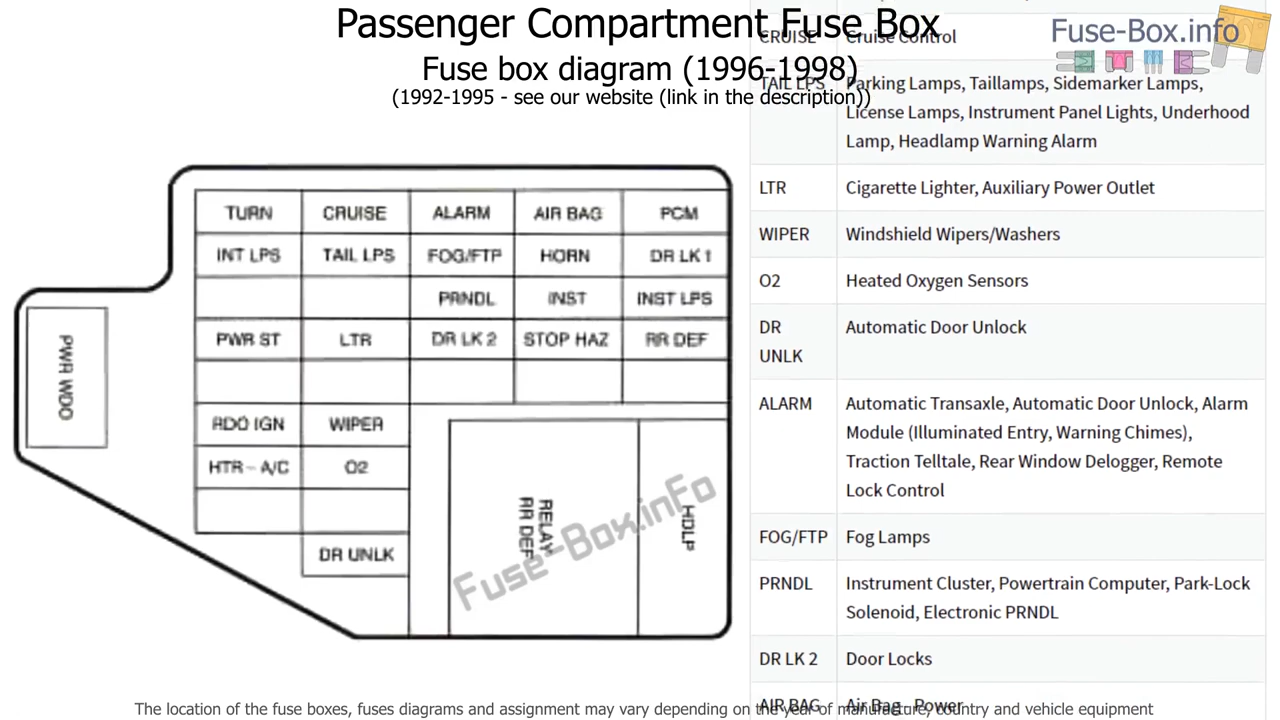 Passenger Compartment Fuse Box
Fuse box diagram (1996-1998)
(1992-1995 - see our website (link in the description))
Fuse-Box.info
TURN CRUISE ALARM AIR BAG PCM
INT LPS TAIL LPS FOG/FTP HORN DR LK 1
PRNDL INST INST LPS
PWR ST LTR DR LK 2 STOP HAZ RR DEF
RDO IGN WIPER
HTR - A/C O2
DR UNLK
PWR WDO
RELAY
RR DEF
HDLP
Fuse-Box.inFo
CRUISE Cruise Control
TAIL LPS Parking Lamps, Taillamps, Sidemarker Lamps,
License Lamps, Instrument Panel Lights, Underhood
Lamp, Headlamp Warning Alarm
LTR Cigarette Lighter, Auxiliary Power Outlet
WIPER Windshield Wipers/Washers
O2 Heated Oxygen Sensors
DR Automatic Door Unlock
UNLK
ALARM Automatic Transaxle, Automatic Door Unlock, Alarm
Module (Illuminated Entry, Warning Chimes),
Traction Telltale, Rear Window Delogger, Remote
Lock Control
FOG/FTP Fog Lamps
PRNDL Instrument Cluster, Powertrain Computer, Park-Lock
Solenoid, Electronic PRNDL
DR LK 2 Door Locks
AIR BAG Air Bag - Power
The location of the fuse boxes, fuses diagrams and assignment may vary depending on the year of manufacture, country and vehicle equipment